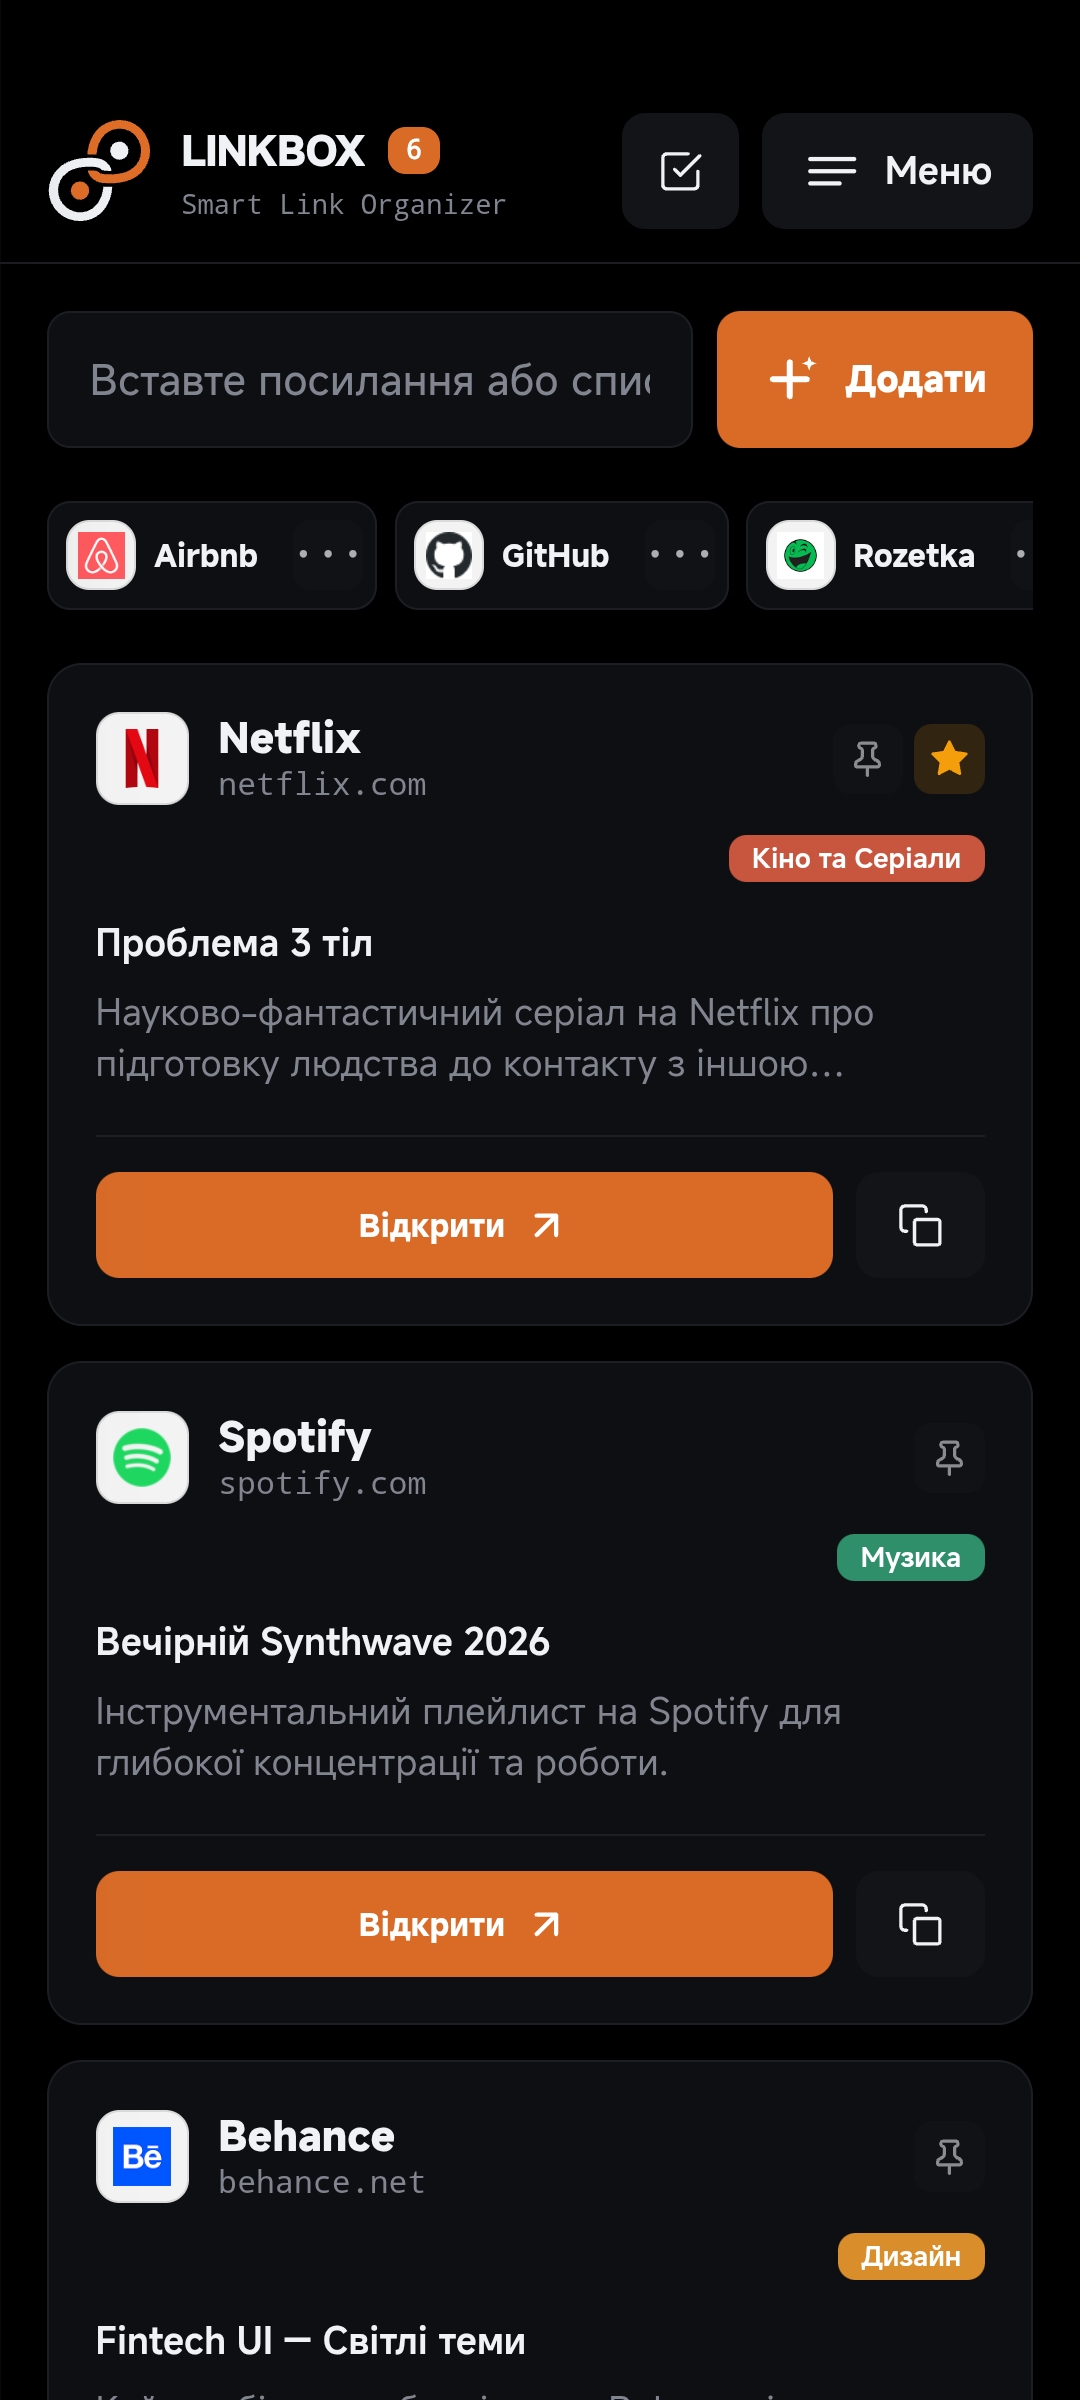 LINKBOX 6
Smart Link Organizer
Меню
Вставте посилання або спис
Додати
Airbnb
GitHub
Rozetka
Netflix
netflix.com
Кіно та Серіали
Проблема 3 тіл
Науково-фантастичний серіал на Netflix про
підготовку людства до контакту з іншою...
Відкрити
Spotify
spotify.com
Музика
Вечірній Synthwave 2026
Інструментальний плейлист на Spotify для
глибокої концентрації та роботи.
Відкрити
Bē
Behance
behance.net
Дизайн
Fintech UI — Світлі теми